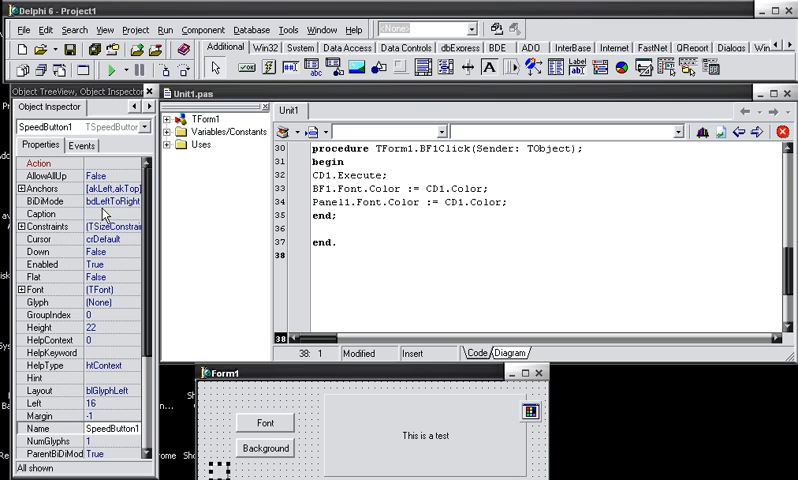 Delphi 6 - Project1
File Edit Search View Project Run Component Database Tools Window Help <None>
Additional Win32 System Data Access Data Controls dbExpress BDE ADO InterBase Internet FastNet QReport Dialogs Win
Object TreeView, Object Inspector
Object Inspector
SpeedButton1 TSpeedButton
Properties Events
Action
AllowAllUp False
Anchors [akLeft,akTop]
BiDiMode bdLeftToRight
Caption
Constraints (TSizeConstrain
Cursor crDefault
Down False
Enabled True
Flat False
Font (TFont)
Glyph (None)
GroupIndex 0
Height 22
HelpContext 0
HelpKeyword
HelpType htContext
Hint
Layout blGlyphLeft
Left 16
Margin -1
Name SpeedButton1
NumGlyphs 1
ParentBiDiMod True
All shown
Unit1.pas
TForm1
Variables/Constants
Uses
Unit1
30 procedure TForm1.BF1Click(Sender: TObject);
31 begin
32 CD1.Execute;
33 BF1.Font.Color := CD1.Color;
34 Panel1.Font.Color := CD1.Color;
35 end;
36
37 end.
38
38: 1 Modified Insert Code Diagram
Form1
Font
Background
This is a test